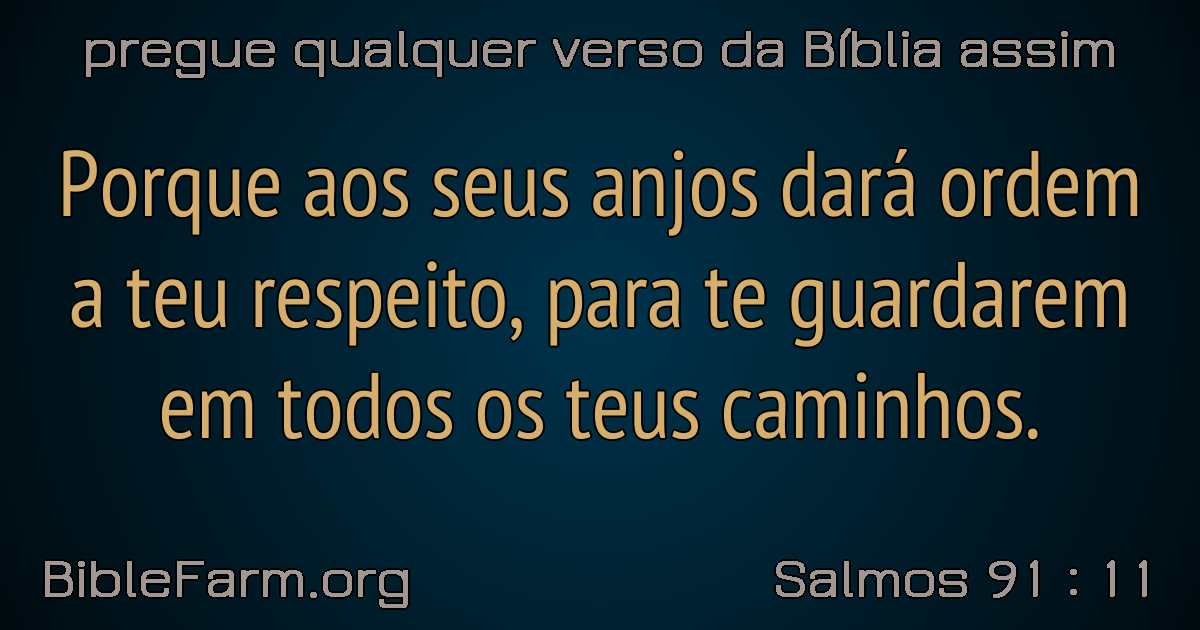 pregue qualquer verso da Bíblia assim
Porque aos seus anjos dará ordem
a teu respeito, para te guardarem
em todos os teus caminhos.
BibleFarm.org
Salmos 91 : 11